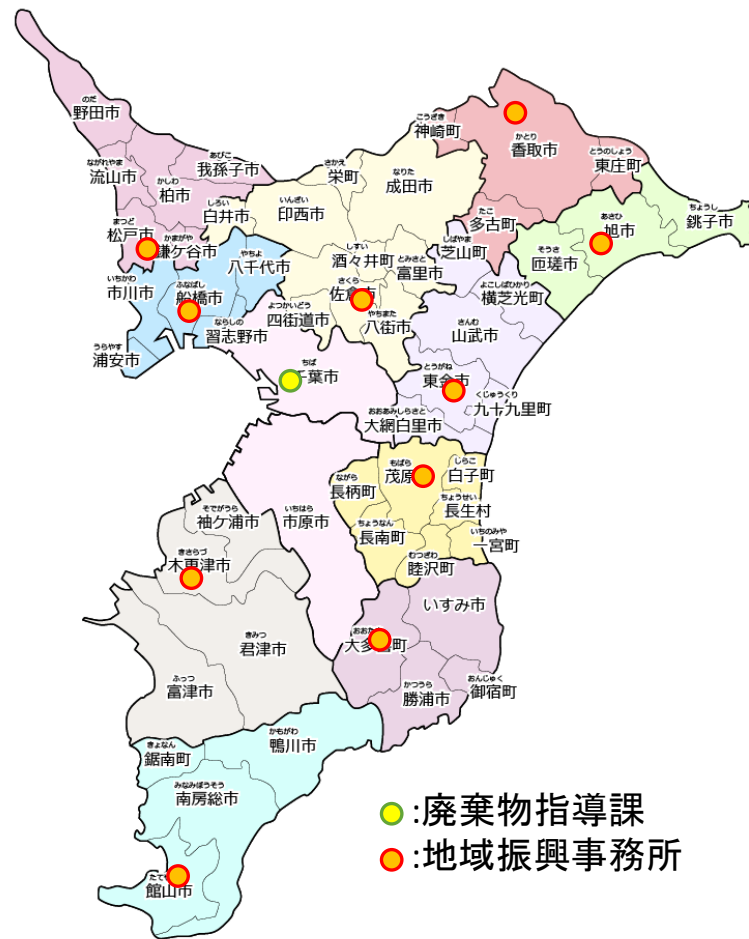 のだ
野田市
ながれやま
流山市
かしわ
柏市
あびこ
我孫子市
まつど
松戸市
かまがや
鎌ケ谷市
しろい
白井市
いんざい
印西市
さかえ
栄町
なりた
成田市
こうざき
神崎町
かとり
香取市
とうのしょう
東庄町
たこ
多古町
ちょうし
銚子市
あさひ
旭市
そうさ
匝瑳市
しばやま
芝山町
よこしばひかり
横芝光町
しすい
酒々井町
とみさと
富里市
さくら
佐倉市
やちまた
八街市
よつかいどう
四街道市
やちよ
八千代市
いちかわ
市川市
ふなばし
船橋市
ならしの
習志野市
うらやす
浦安市
ちば
千葉市
さんむ
山武市
とうがね
東金市
くじゅうくり
九十九里町
おおあみしらさと
大網白里市
もばら
茂原
しらこ
白子町
ながら
長柄町
ちょうせい
長生村
ちょうなん
長南町
いちのみや
一宮町
むつざわ
睦沢町
いちはら
市原市
そでがうら
袖ケ浦市
きさらづ
木更津市
きみつ
君津市
ふっつ
富津市
いすみ市
おおた
大多喜町
かつうら
勝浦市
おんじゅく
御宿町
かもがわ
鴨川市
きょなん
鋸南町
みなみぼうそう
南房総市
たて
館山市
:廃棄物指導課
:地域振興事務所